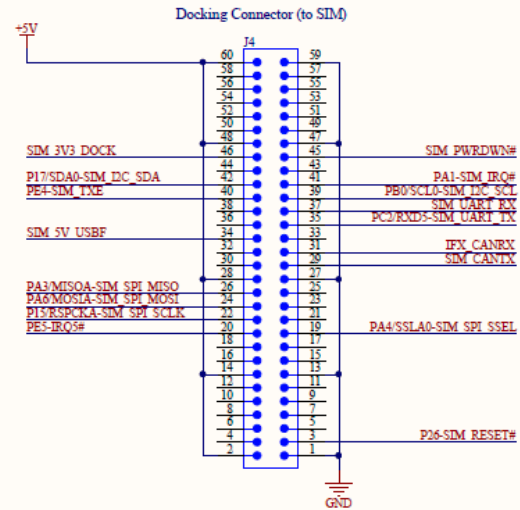 Docking Connector (to SIM)
+5V
J4
60 59
58 57
56 55
54 53
52 51
50 49
48 47
SIM_3V3_DOCK 46 45 SIM_PWRDWN#
44 43
P17/SDA0-SIM_I2C_SDA 42 41 PA1-SIM_IRQ#
PE4-SIM_TXE 40 39 PB0/SCL0-SIM_I2C_SCL
38 37 SIM_UART_RX
36 35 PC2/RXD5-SIM_UART_TX
SIM_5V_USBF 34 33
32 31 IFX_CANRX
30 29 SIM_CANTX
28 27
PA3/MISOA-SIM_SPI_MISO 26 25
PA6/MOSIA-SIM_SPI_MOSI 24 23
P15/RSPCKA-SIM_SPI_SCLK 22 21
PE5-IRQ5# 20 19 PA4/SSLA0-SIM_SPI_SSEL
18 17
16 15
14 13
12 11
10 9
8 7
6 5
4 3 P26-SIM_RESET#
2 1
GND